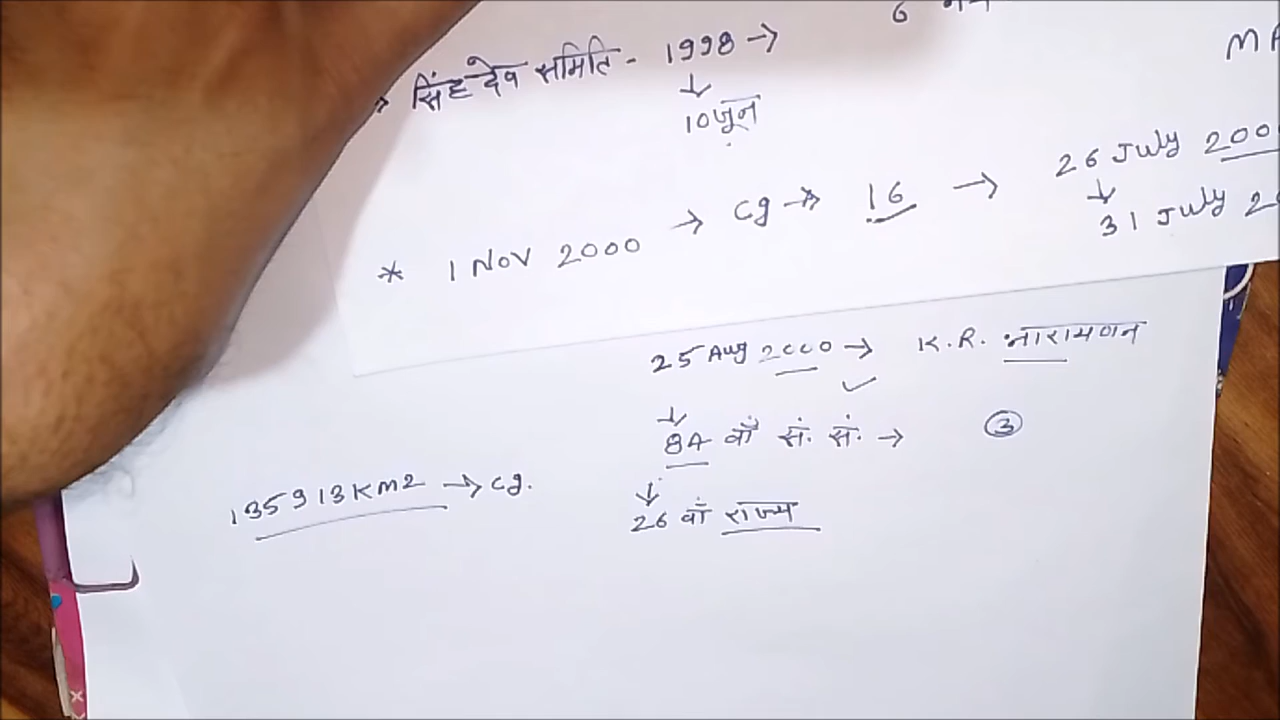 6
सिंह देव समिति - 1998 →
M
↓
10 जून
26 July 200
* 1 Nov 2000 → Cg → 16 →
↓
31 July 2
25 Aug 2000 → K.R. नारायणन
↓
84 वाँ सं. सं. → 3
135913 Km2 → Cg.
↓
26 वाँ राज्य